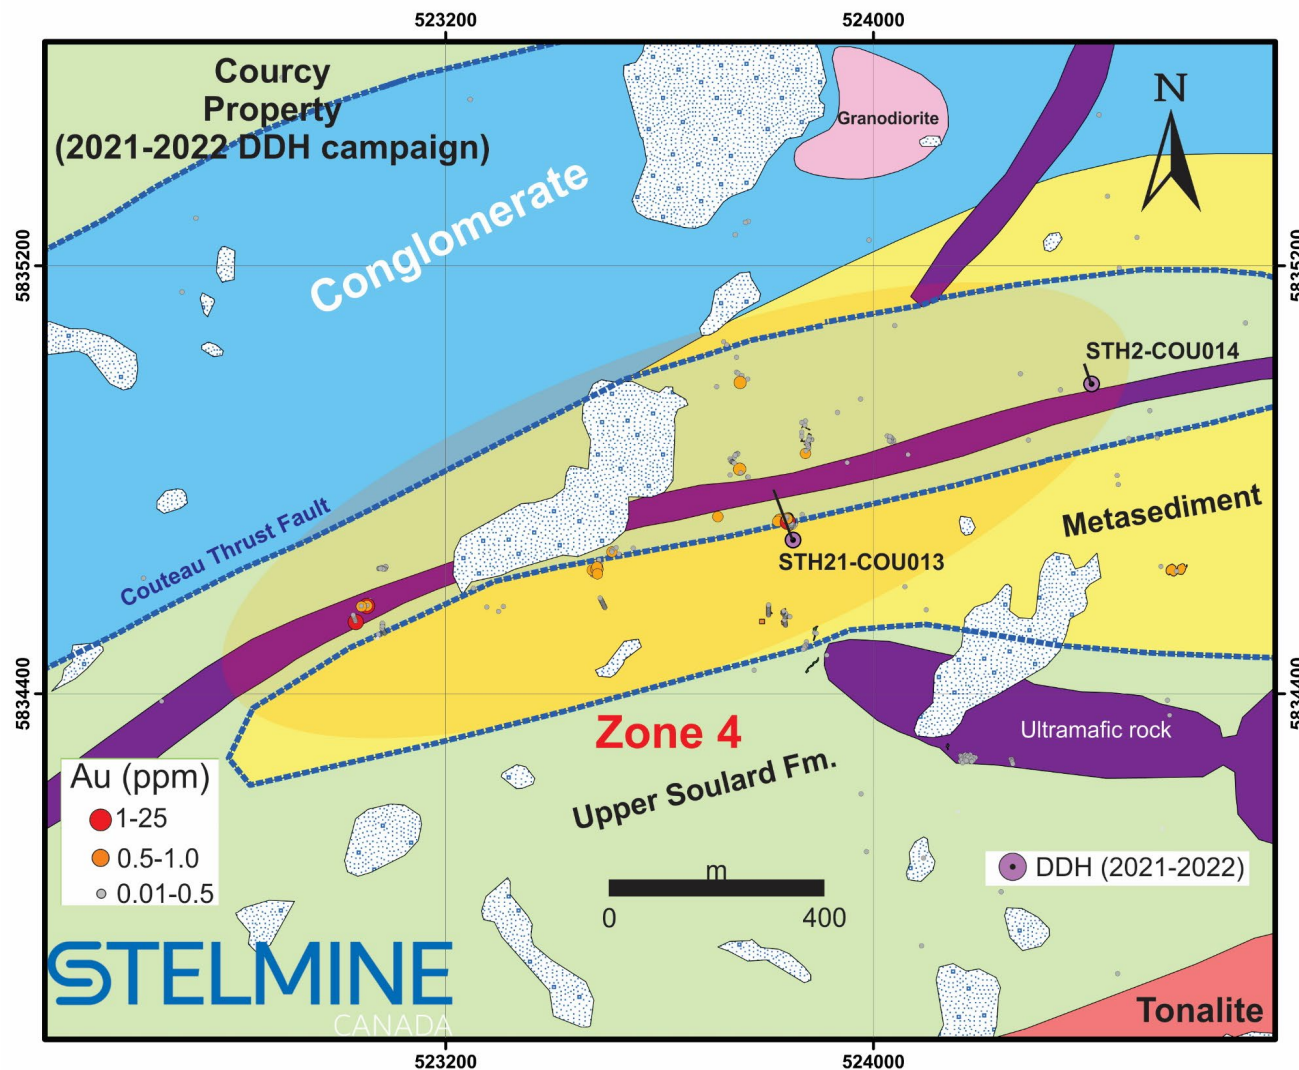 523200
524000
Courcy
Property
(2021-2022 DDH campaign)
Granodiorite
N
Conglomerate
5835200
5835200
STH2-COU014
Metasediment
Couteau Thrust Fault
STH21-COU013
5834400
5834400
Zone 4
Ultramafic rock
Upper Soulard Fm.
Au (ppm)
1-25
0.5-1.0
0.01-0.5
m
0 400
DDH (2021-2022)
STELMINE
CANADA
Tonalite
523200
524000